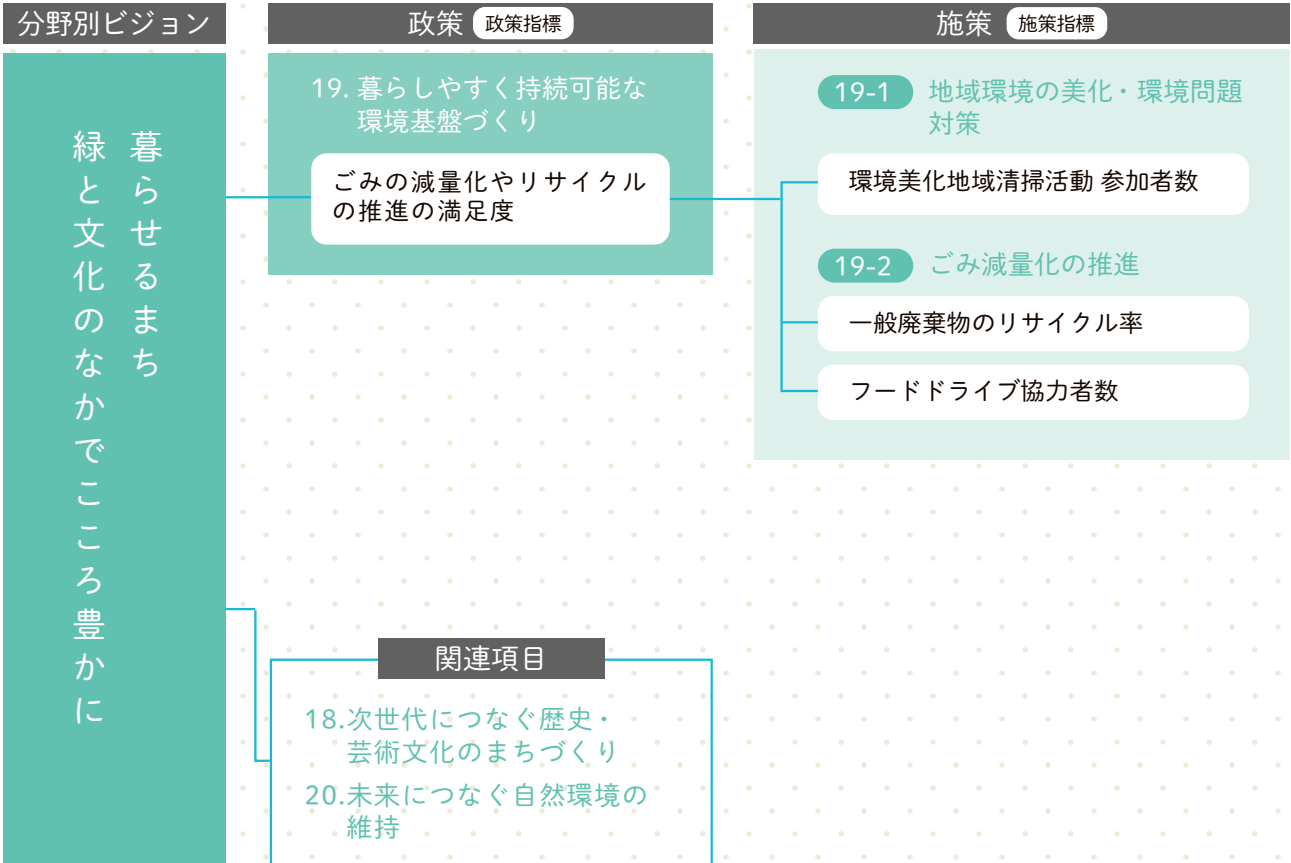 分野別ビジョン
政策 政策指標
施策 施策指標
暮らせるまち
緑と文化のなかでこころ豊かに
19. 暮らしやすく持続可能な
環境基盤づくり
ごみの減量化やリサイクル
の推進の満足度
19-1 地域環境の美化・環境問題
対策
環境美化地域清掃活動 参加者数
19-2 ごみ減量化の推進
一般廃棄物のリサイクル率
フードドライブ協力者数
関連項目
18.次世代につなぐ歴史・
芸術文化のまちづくり
20.未来につなぐ自然環境の
維持